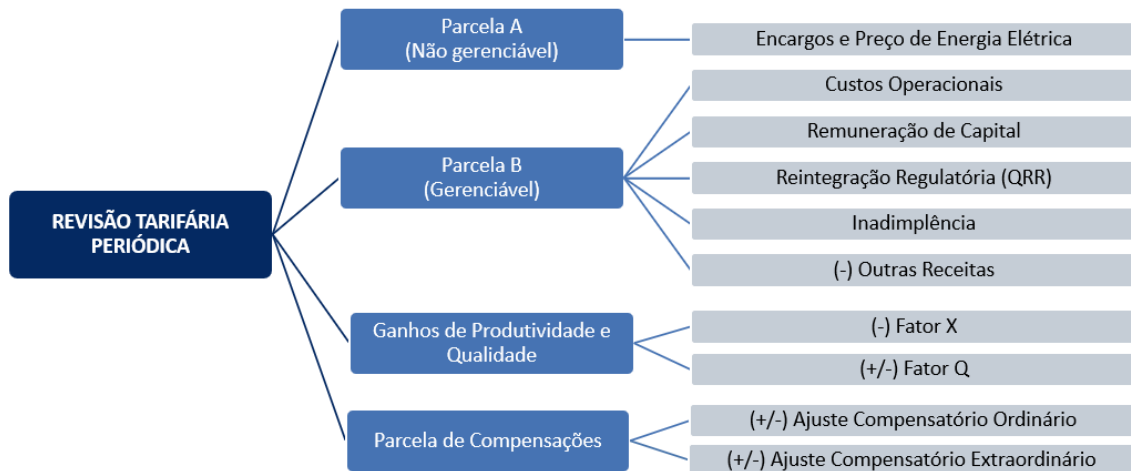 REVISÃO TARIFÁRIA
PERIÓDICA
Parcela A
(Não gerenciável)
Encargos e Preço de Energia Elétrica
Parcela B
(Gerenciável)
Custos Operacionais
Remuneração de Capital
Reintegração Regulatória (QRR)
Inadimplência
(-) Outras Receitas
Ganhos de Produtividade e
Qualidade
(-) Fator X
(+/-) Fator Q
Parcela de Compensações
(+/-) Ajuste Compensatório Ordinário
(+/-) Ajuste Compensatório Extraordinário